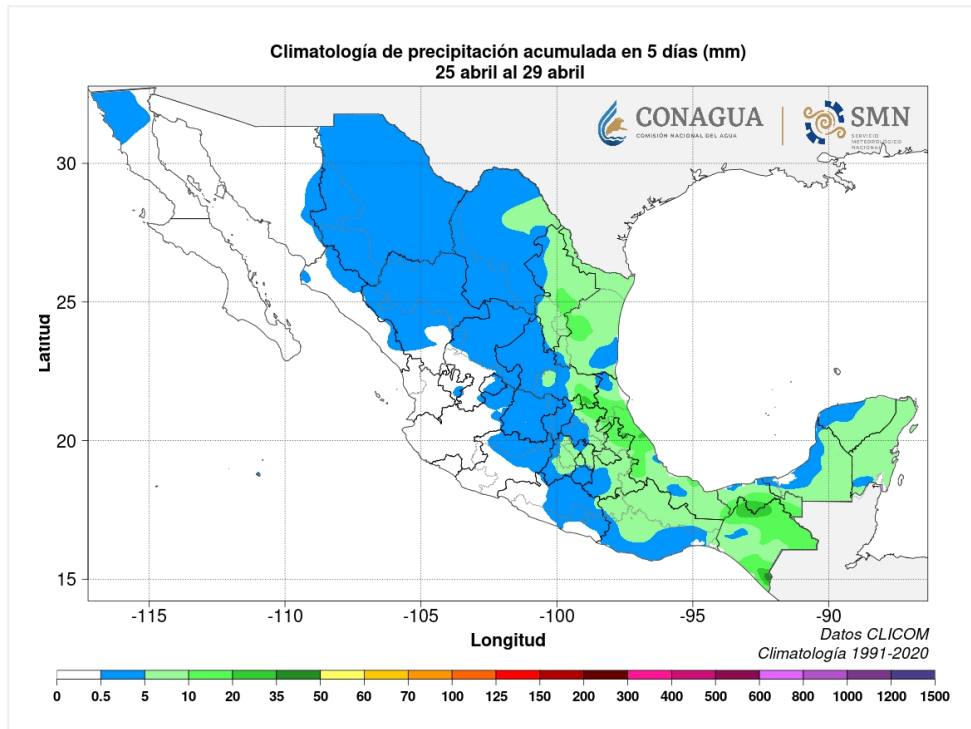 Climatología de precipitación acumulada en 5 días (mm)
25 abril al 29 abril
CONAGUA
COMISIÓN NACIONAL DEL AGUA
SMN
SERVICIO
METEOROLÓGICO
NACIONAL
30
25
20
15
Latitud
-115 -110 -105 -100 -95 -90
Longitud
Datos CLICOM
Climatología 1991-2020
0 0.5 5 10 20 35 50 60 70 100 125 150 200 300 400 500 600 800 1000 1200 1500